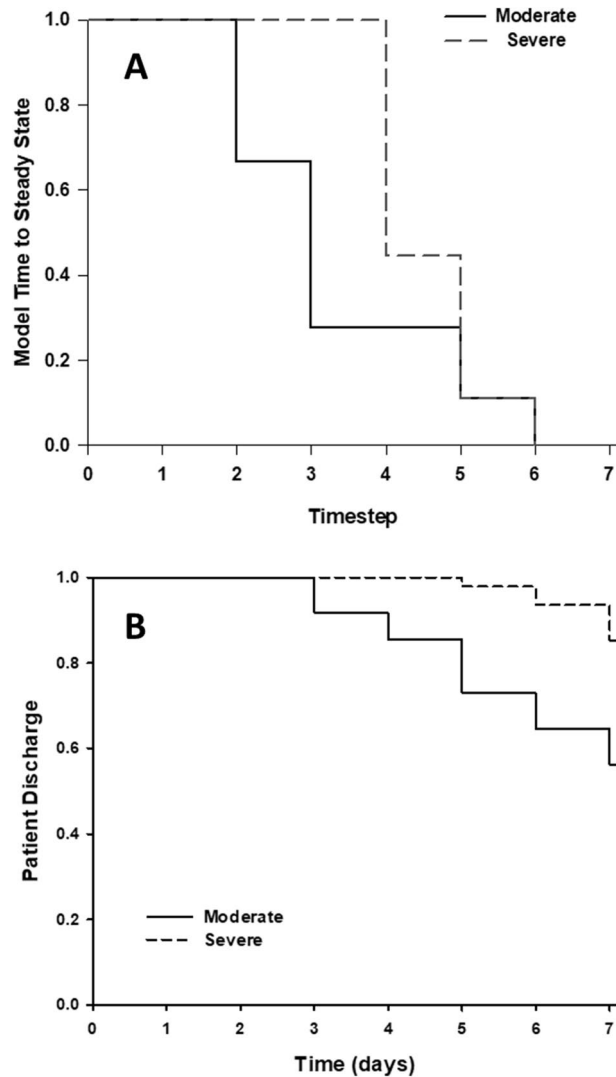 Moderate
Severe
A
1.0
0.8
0.6
0.4
0.2
0.0
Model Time to Steady State
0 1 2 3 4 5 6 7
Timestep
B
1.0
0.8
0.6
0.4
0.2
0.0
Patient Discharge
Moderate
Severe
0 1 2 3 4 5 6 7
Time (days)